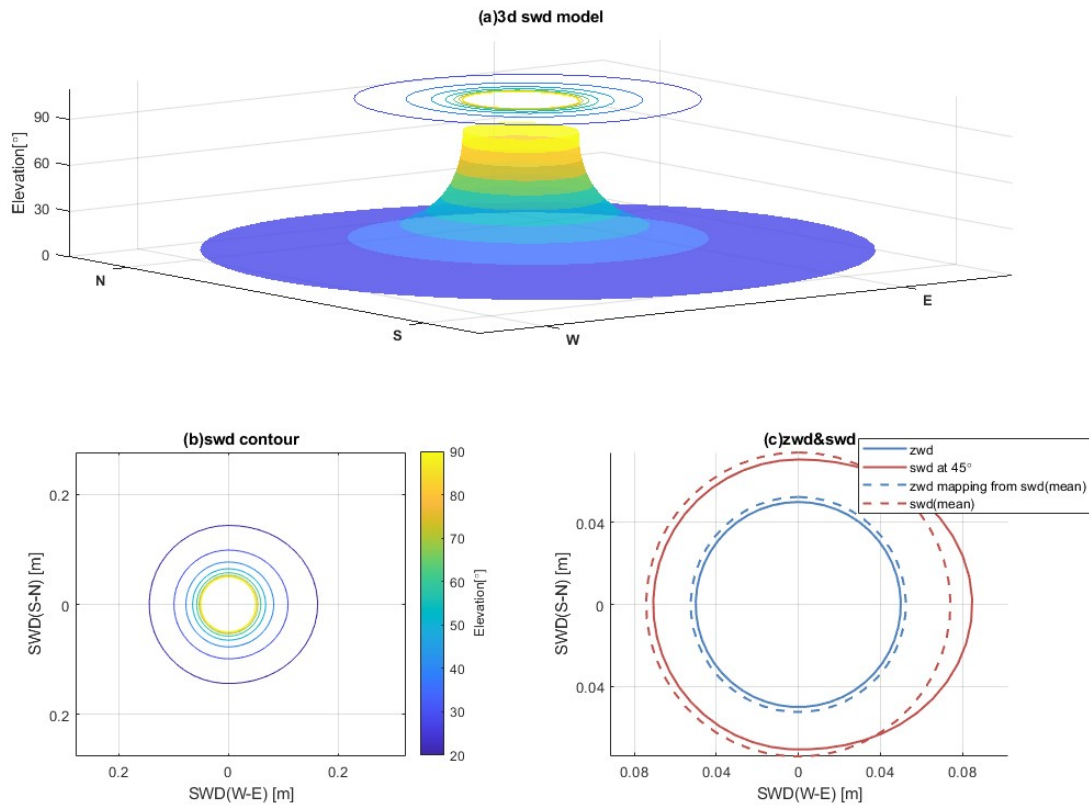 (a)3d swd model
Elevation[°]
90
60
30
0
N
S
W
E
(b)swd contour
SWD(S-N) [m]
0.2
0
0.2
0.2
0
0.2
SWD(W-E) [m]
90
80
70
60
50
40
30
20
Elevation[°]
(c)zwd&swd
zwd
swd at 45°
zwd mapping from swd(mean)
swd(mean)
SWD(S-N) [m]
0.04
0
0.04
0.08
0.04
0
0.04
0.08
SWD(W-E) [m]